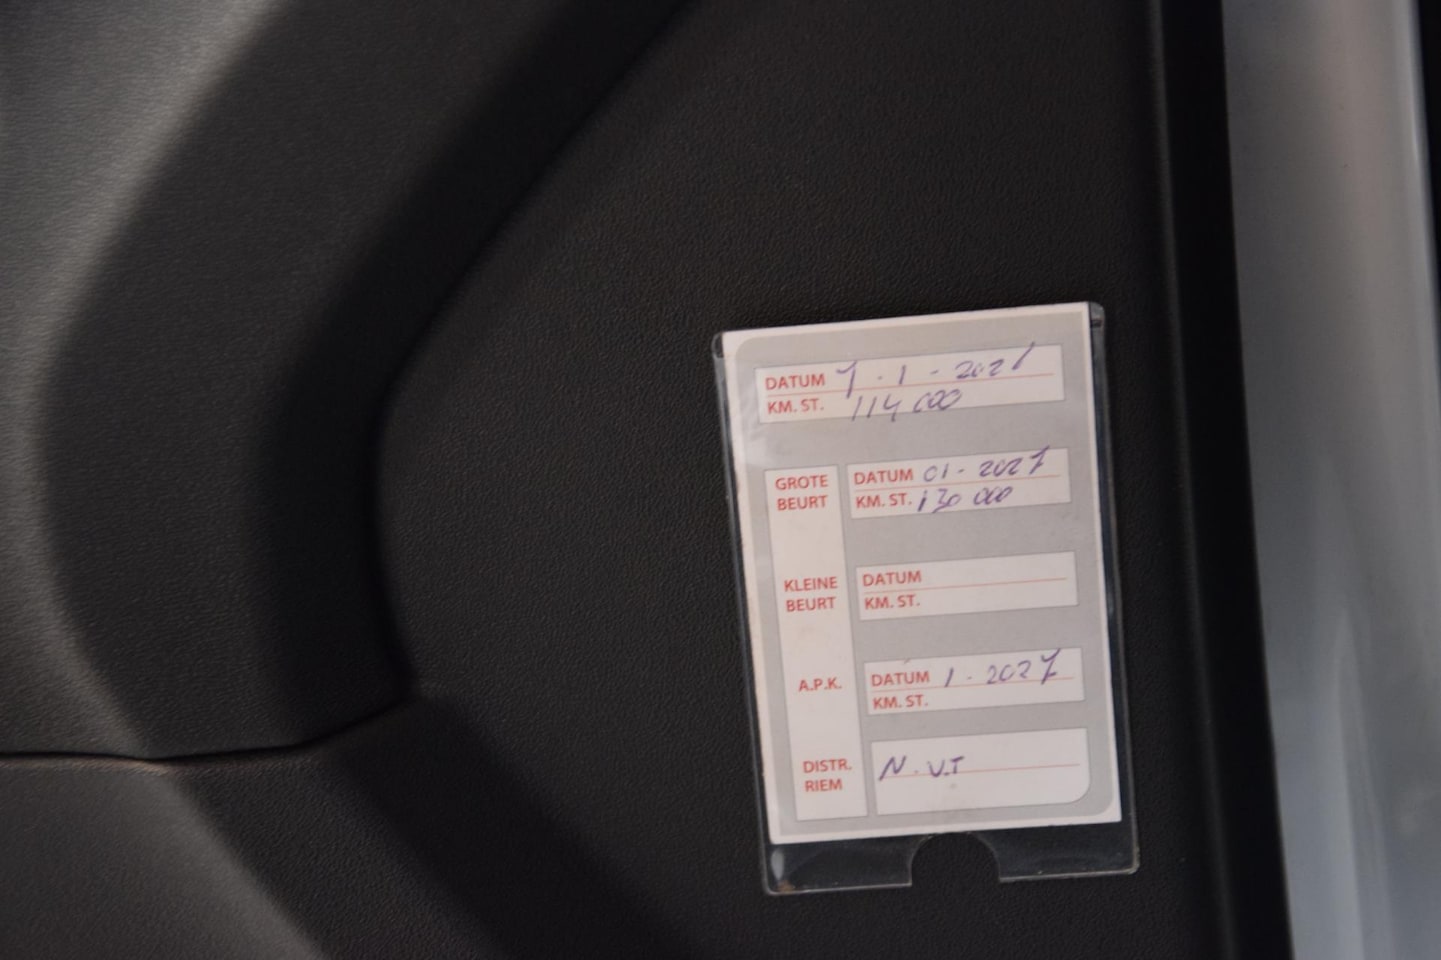 DATUM 7-1-2021
KM. ST. 114 000
GROTE BEURT
DATUM 01-2027
KM. ST. 130 000
KLEINE BEURT
DATUM
KM. ST.
A.P.K.
DATUM 1-2027
KM. ST.
DISTR. RIEM
N.V.T